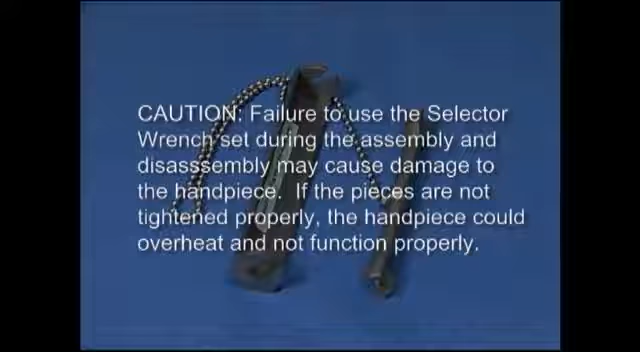 CAUTION: Failure to use the Selector
Wrench set during the assembly and
disasssembly may cause damage to
the handpiece.  If the pieces are not
tightened properly, the handpiece could
overheat and not function properly.